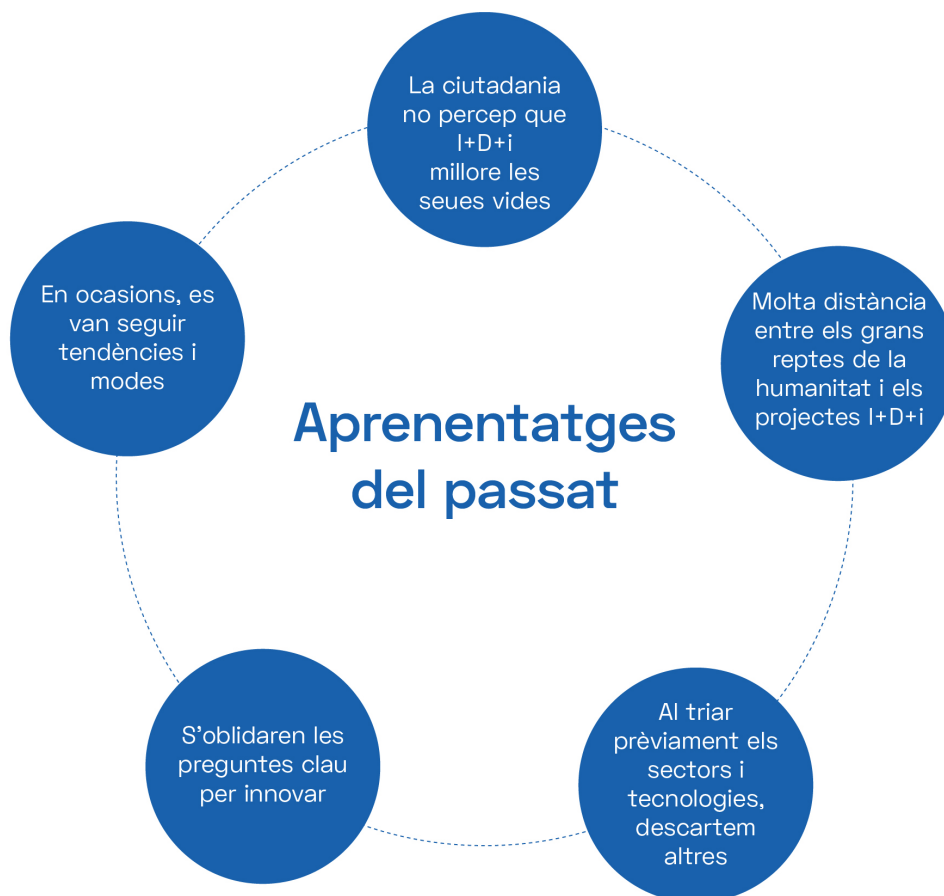 La ciutadania
no percep que
I+D+i
millore les
seues vides
Molta distància
entre els grans
reptes de la
humanitat i els
projectes I+D+i
Al triar
prèviament els
sectors i
tecnologies,
descartem
altres
S'oblidaren les
preguntes clau
per innovar
En ocasions, es
van seguir
tendències i
modes
Aprenentatges
del passat